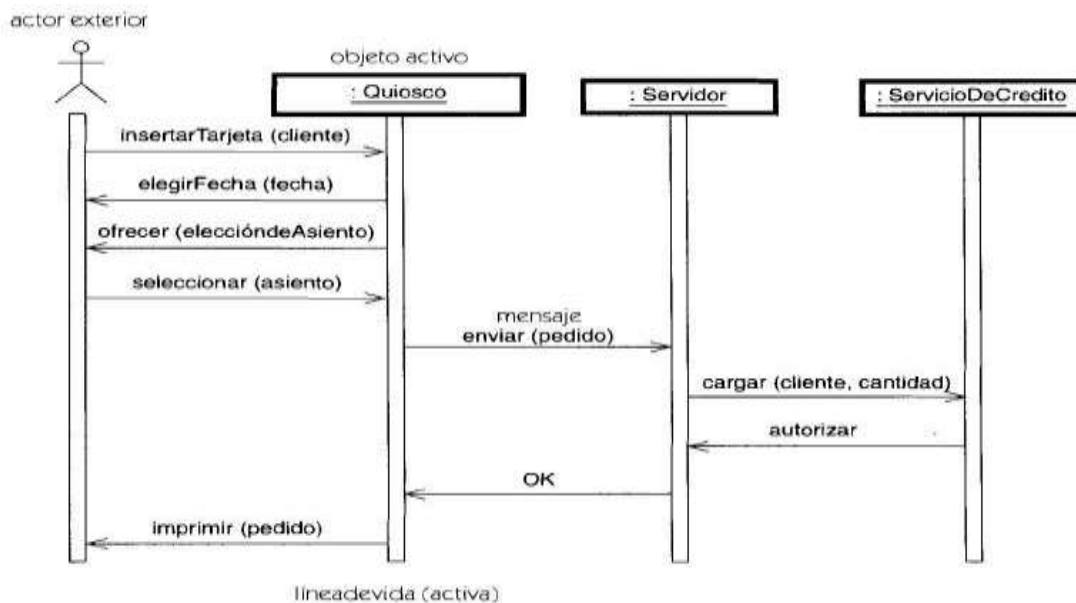 actor exterior
objeto activo
: Quiosco
: Servidor
: ServicioDeCredito
insertarTarjeta (cliente)
elegirFecha (fecha)
ofrecer (eleccióndeAsiento)
seleccionar (asiento)
mensaje
enviar (pedido)
cargar (cliente, cantidad)
autorizar
OK
imprimir (pedido)
líneadevida (activa)